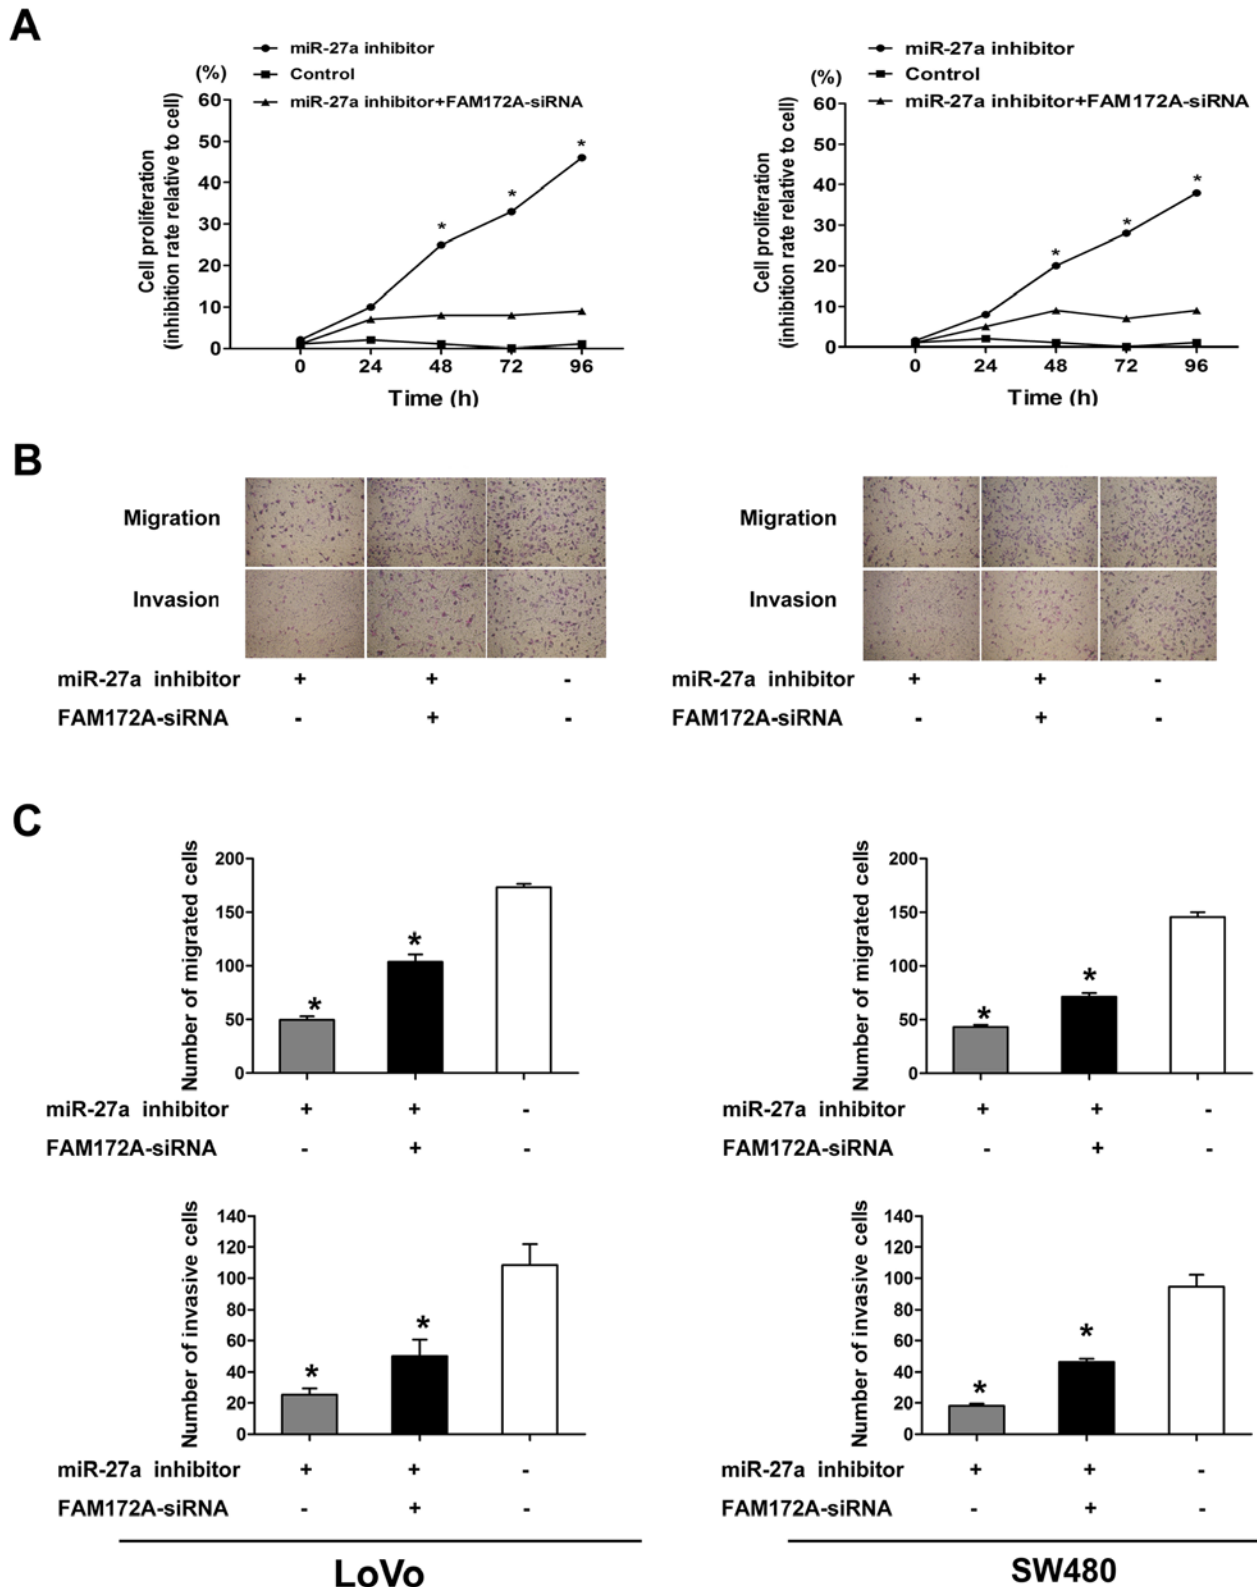 A
miR-27a inhibitor
Control
miR-27a inhibitor+FAM172A-siRNA
(%)
60
50
40
30
20
10
0
Cell proliferation
(inhibition rate relative to cell)
* * *
0 24 48 72 96
Time (h)
miR-27a inhibitor
Control
miR-27a inhibitor+FAM172A-siRNA
(%)
60
50
40
30
20
10
0
Cell proliferation
(inhibition rate relative to cell)
* * *
0 24 48 72 96
Time (h)
B
Migration
Invasion
miR-27a inhibitor + + -
FAM172A-siRNA - + -
Migration
Invasion
miR-27a inhibitor + + -
FAM172A-siRNA - + -
C
Number of migrated cells
200
150
100
50
0
* *
miR-27a inhibitor + + -
FAM172A-siRNA - + -
Number of migrated cells
200
150
100
50
0
* *
miR-27a inhibitor + + -
FAM172A-siRNA - + -
Number of invasive cells
140
120
100
80
60
40
20
0
* *
miR-27a inhibitor + + -
FAM172A-siRNA - + -
LoVo
Number of invasive cells
140
120
100
80
60
40
20
0
* *
miR-27a inhibitor + + -
FAM172A-siRNA - + -
SW480